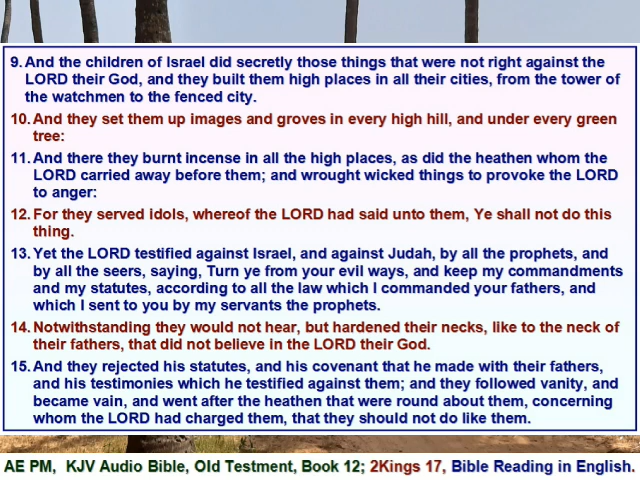 9. And the children of Israel did secretly those things that were not right against the
LORD their God, and they built them high places in all their cities, from the tower of
the watchmen to the fenced city.
10. And they set them up images and groves in every high hill, and under every green
tree:
11. And there they burnt incense in all the high places, as did the heathen whom the
LORD carried away before them; and wrought wicked things to provoke the LORD
to anger:
12. For they served idols, whereof the LORD had said unto them, Ye shall not do this
thing.
13. Yet the LORD testified against Israel, and against Judah, by all the prophets, and
by all the seers, saying, Turn ye from your evil ways, and keep my commandments
and my statutes, according to all the law which I commanded your fathers, and
which I sent to you by my servants the prophets.
14. Notwithstanding they would not hear, but hardened their necks, like to the neck of
their fathers, that did not believe in the LORD their God.
15. And they rejected his statutes, and his covenant that he made with their fathers,
and his testimonies which he testified against them; and they followed vanity, and
became vain, and went after the heathen that were round about them, concerning
whom the LORD had charged them, that they should not do like them.
AE PM, KJV Audio Bible, Old Testment, Book 12; 2Kings 17, Bible Reading in English.